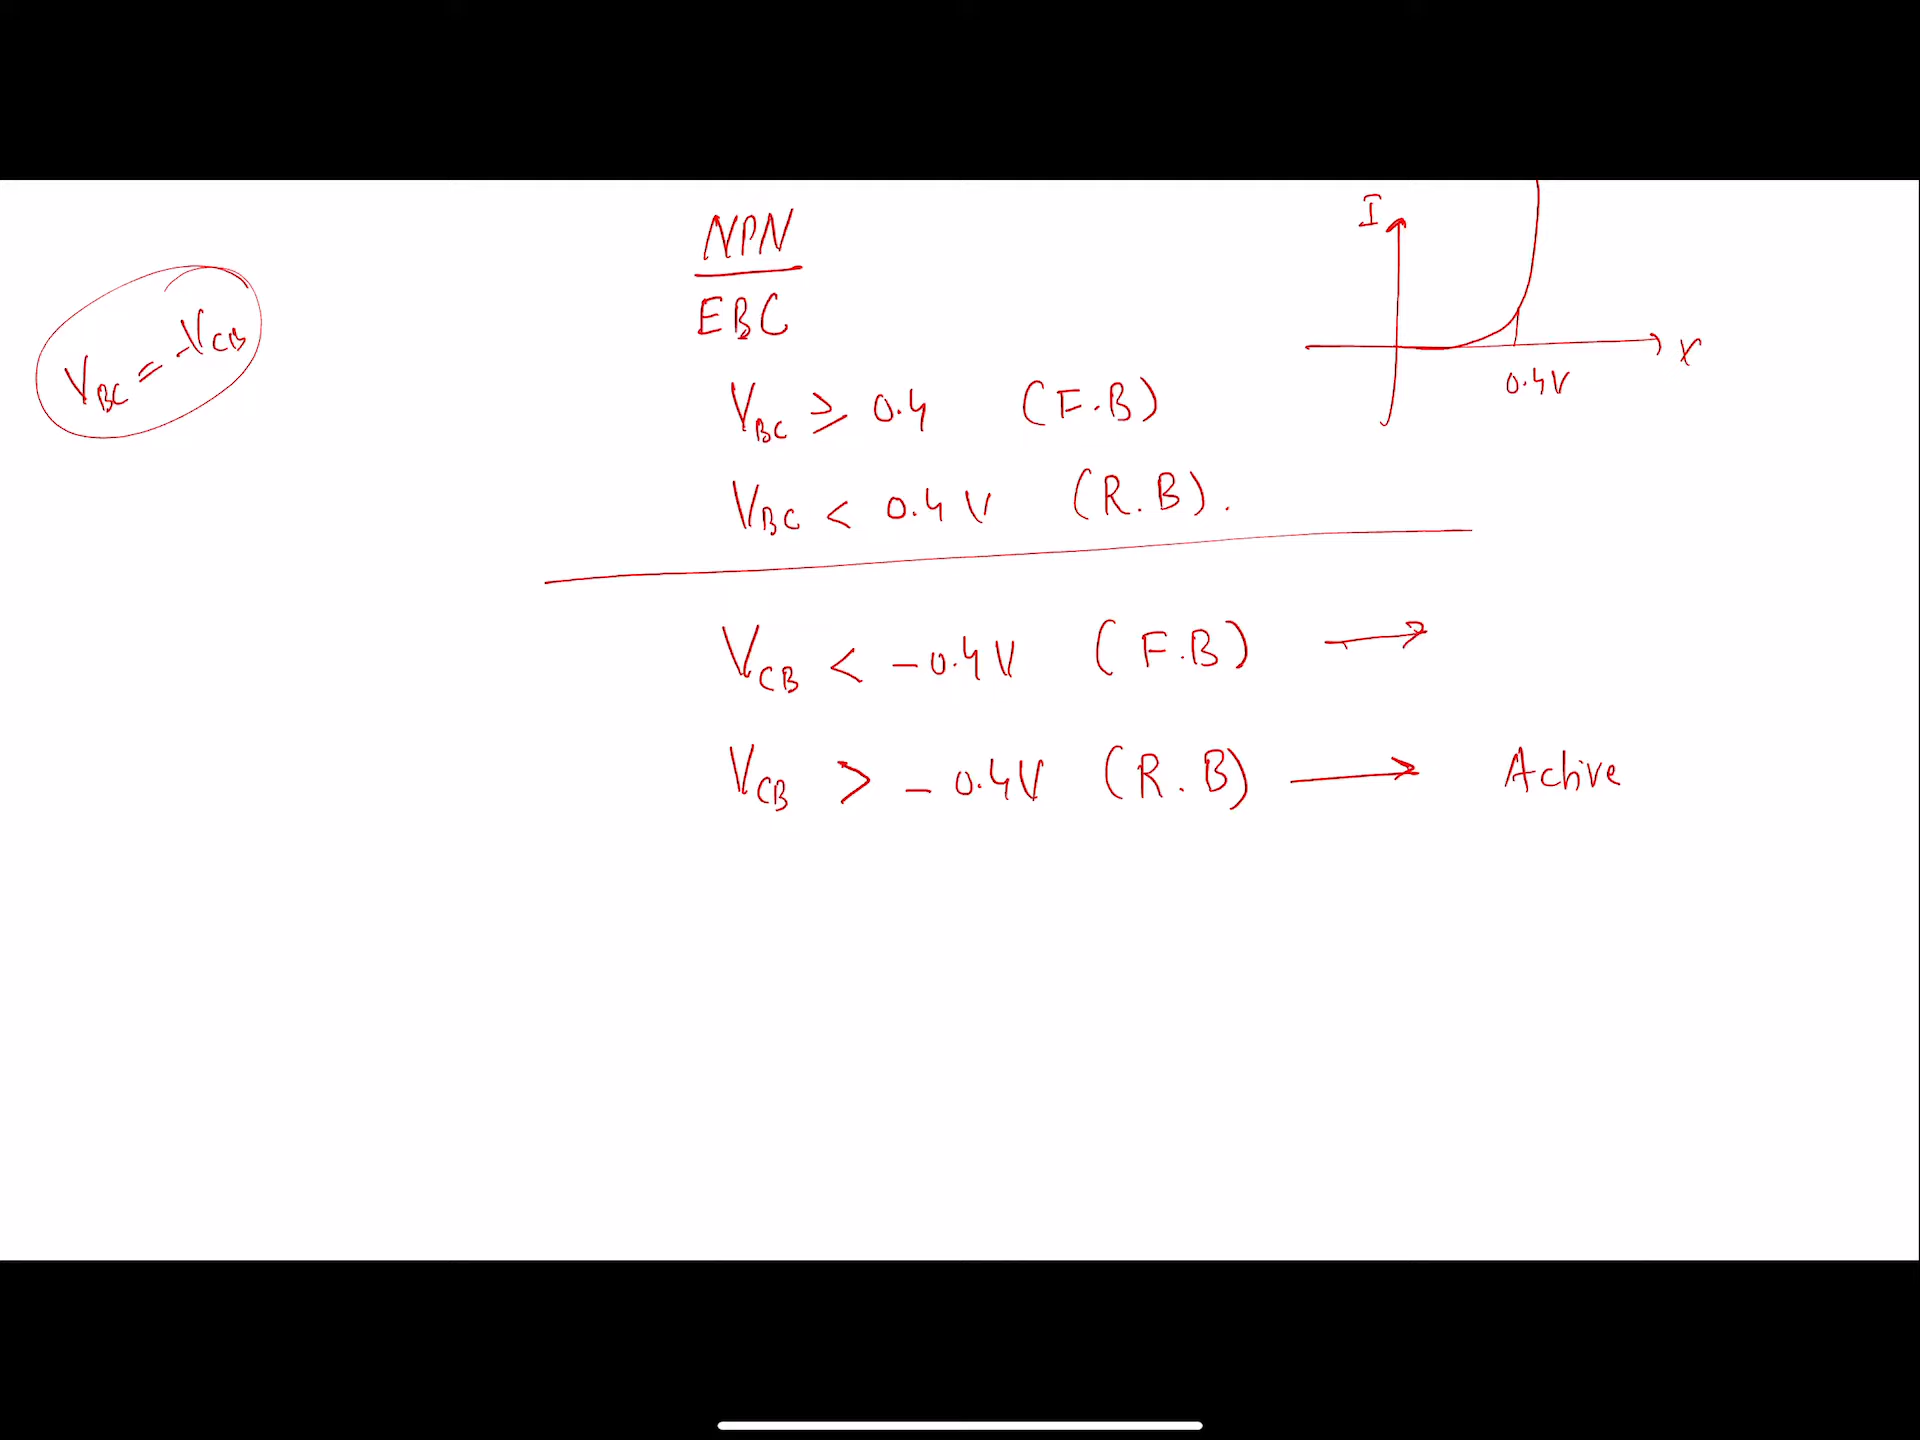 NPN
EBC
V_BC = -V_CB
I
V
0.4V
V_BC ≥ 0.4 (F.B)
V_BC < 0.4 V (R.B).
V_CB < -0.4V (F.B) →
V_CB > -0.4V (R.B) → Active